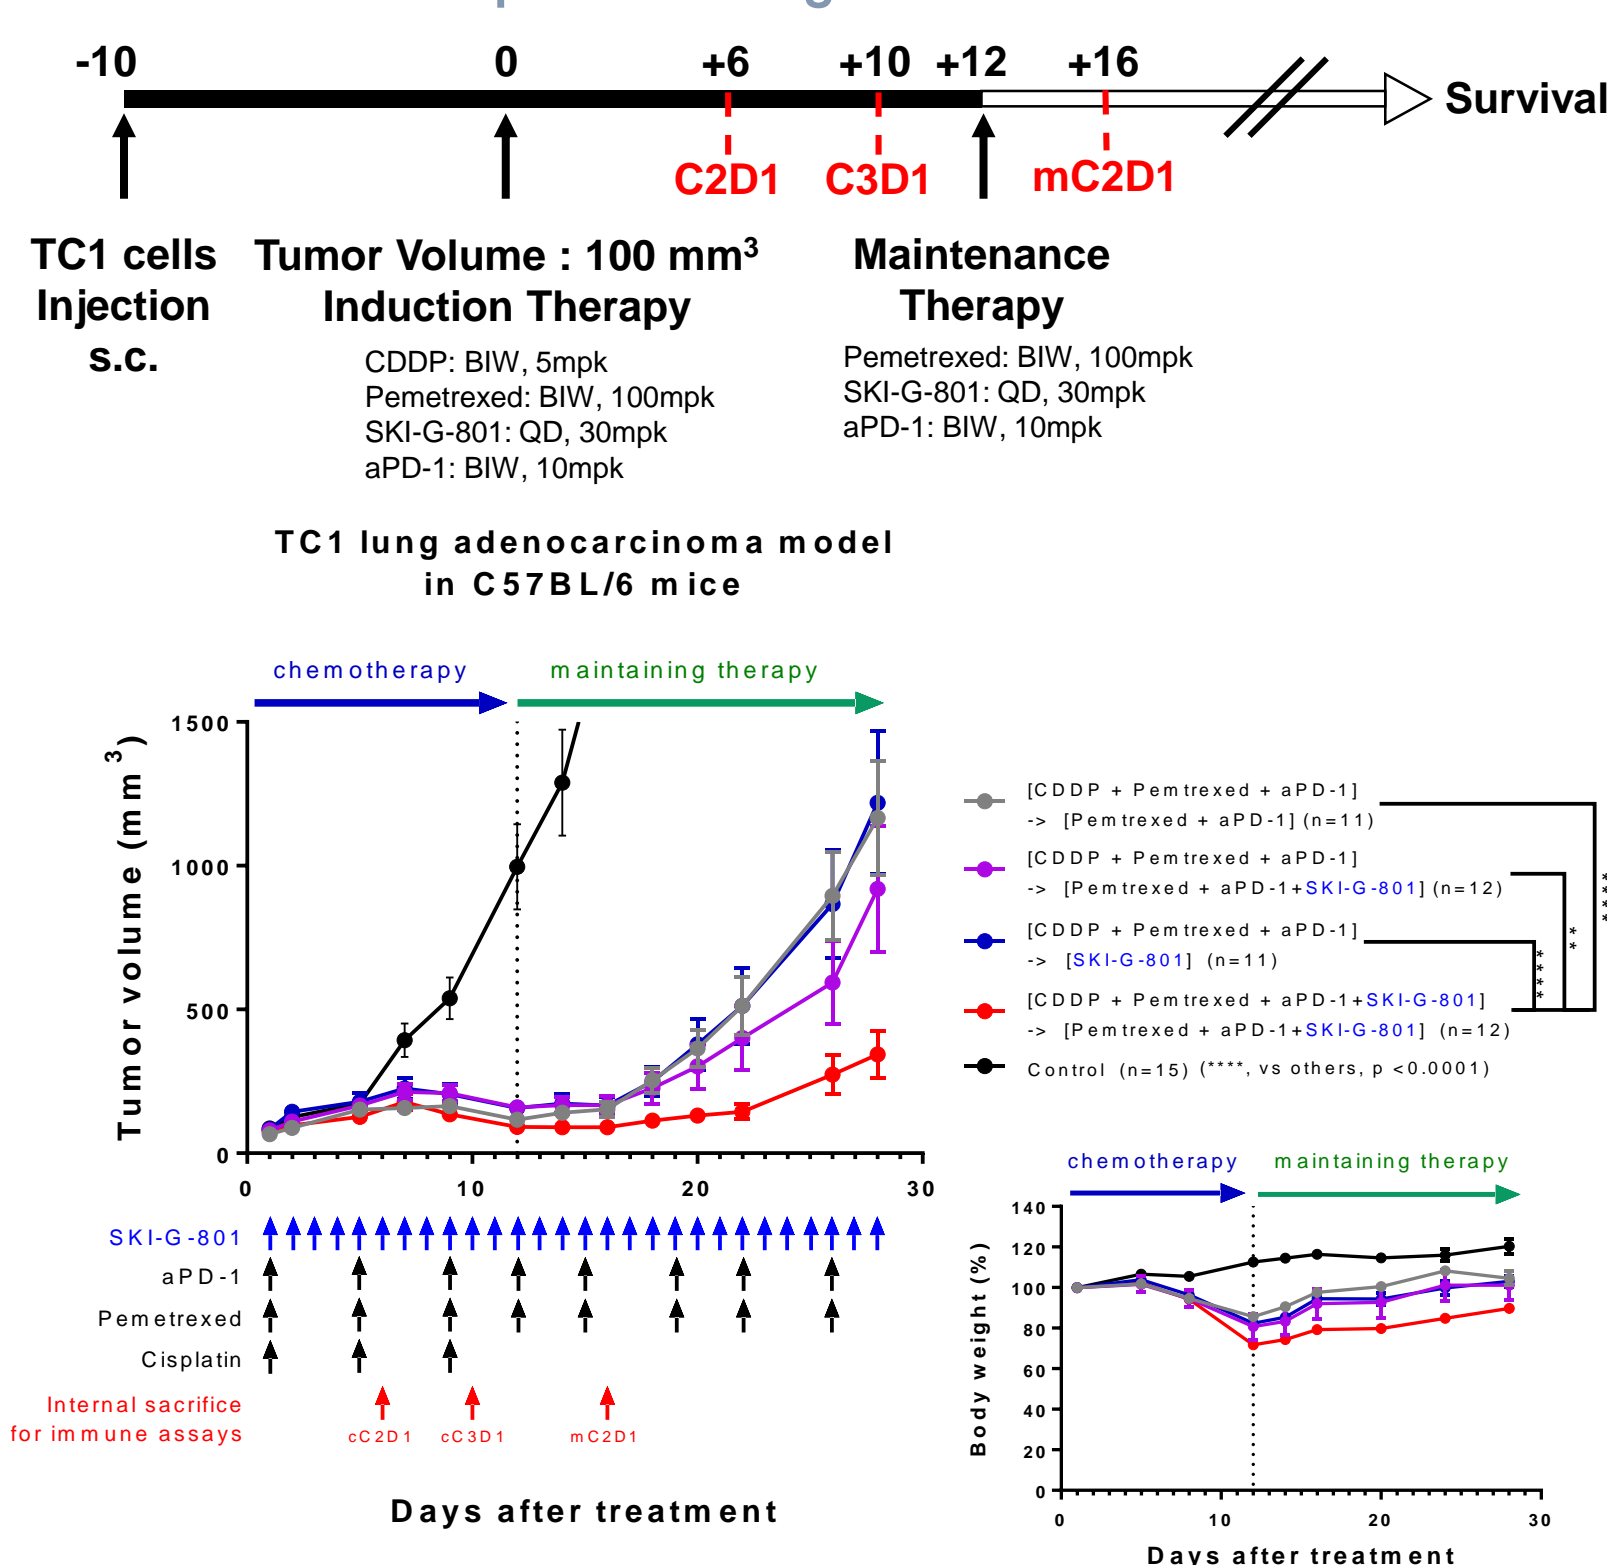 -10 0 +6 +10 +12 +16
Survival
C2D1 C3D1 mC2D1
TC1 cells
Injection
s.c.
Tumor Volume : 100 mm³
Induction Therapy
CDDP: BIW, 5mpk
Pemetrexed: BIW, 100mpk
SKI-G-801: QD, 30mpk
aPD-1: BIW, 10mpk
Maintenance
Therapy
Pemetrexed: BIW, 100mpk
SKI-G-801: QD, 30mpk
aPD-1: BIW, 10mpk
TC1 lung adenocarcinoma model
in C57BL/6 mice
chemotherapy maintaining therapy
Tumor volume (mm³)
1500
1000
500
0
0 10 20 30
SKI-G-801
aPD-1
Pemetrexed
Cisplatin
Internal sacrifice
for immune assays
cC2D1 cC3D1 mC2D1
Days after treatment
[CDDP + Pemtrexed + aPD-1]
-> [Pemtrexed + aPD-1] (n=11)
[CDDP + Pemtrexed + aPD-1]
-> [Pemtrexed + aPD-1+SKI-G-801] (n=12)
[CDDP + Pemtrexed + aPD-1]
-> [SKI-G-801] (n=11)
[CDDP + Pemtrexed + aPD-1+SKI-G-801]
-> [Pemtrexed + aPD-1+SKI-G-801] (n=12)
Control (n=15) (****, vs others, p <0.0001)
****
**
****
chemotherapy maintaining therapy
Body weight (%)
140
120
100
80
60
40
20
0
0 10 20 30
Days after treatment